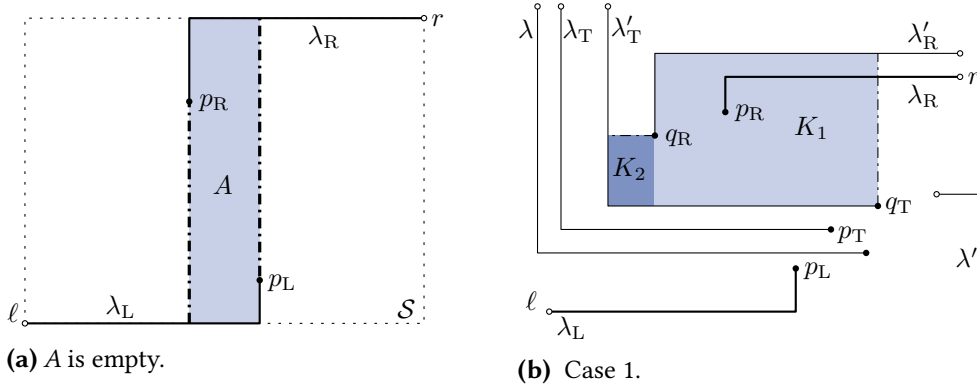 r
λ_R
p_R
A
p_L
λ_L
ℓ
S
(a) A is empty.
λ λ_T λ'_T
λ'_R
r
λ_R
p_R
K_1
q_R
K_2
q_T
p_T
λ'
p_L
ℓ
λ_L
(b) Case 1.